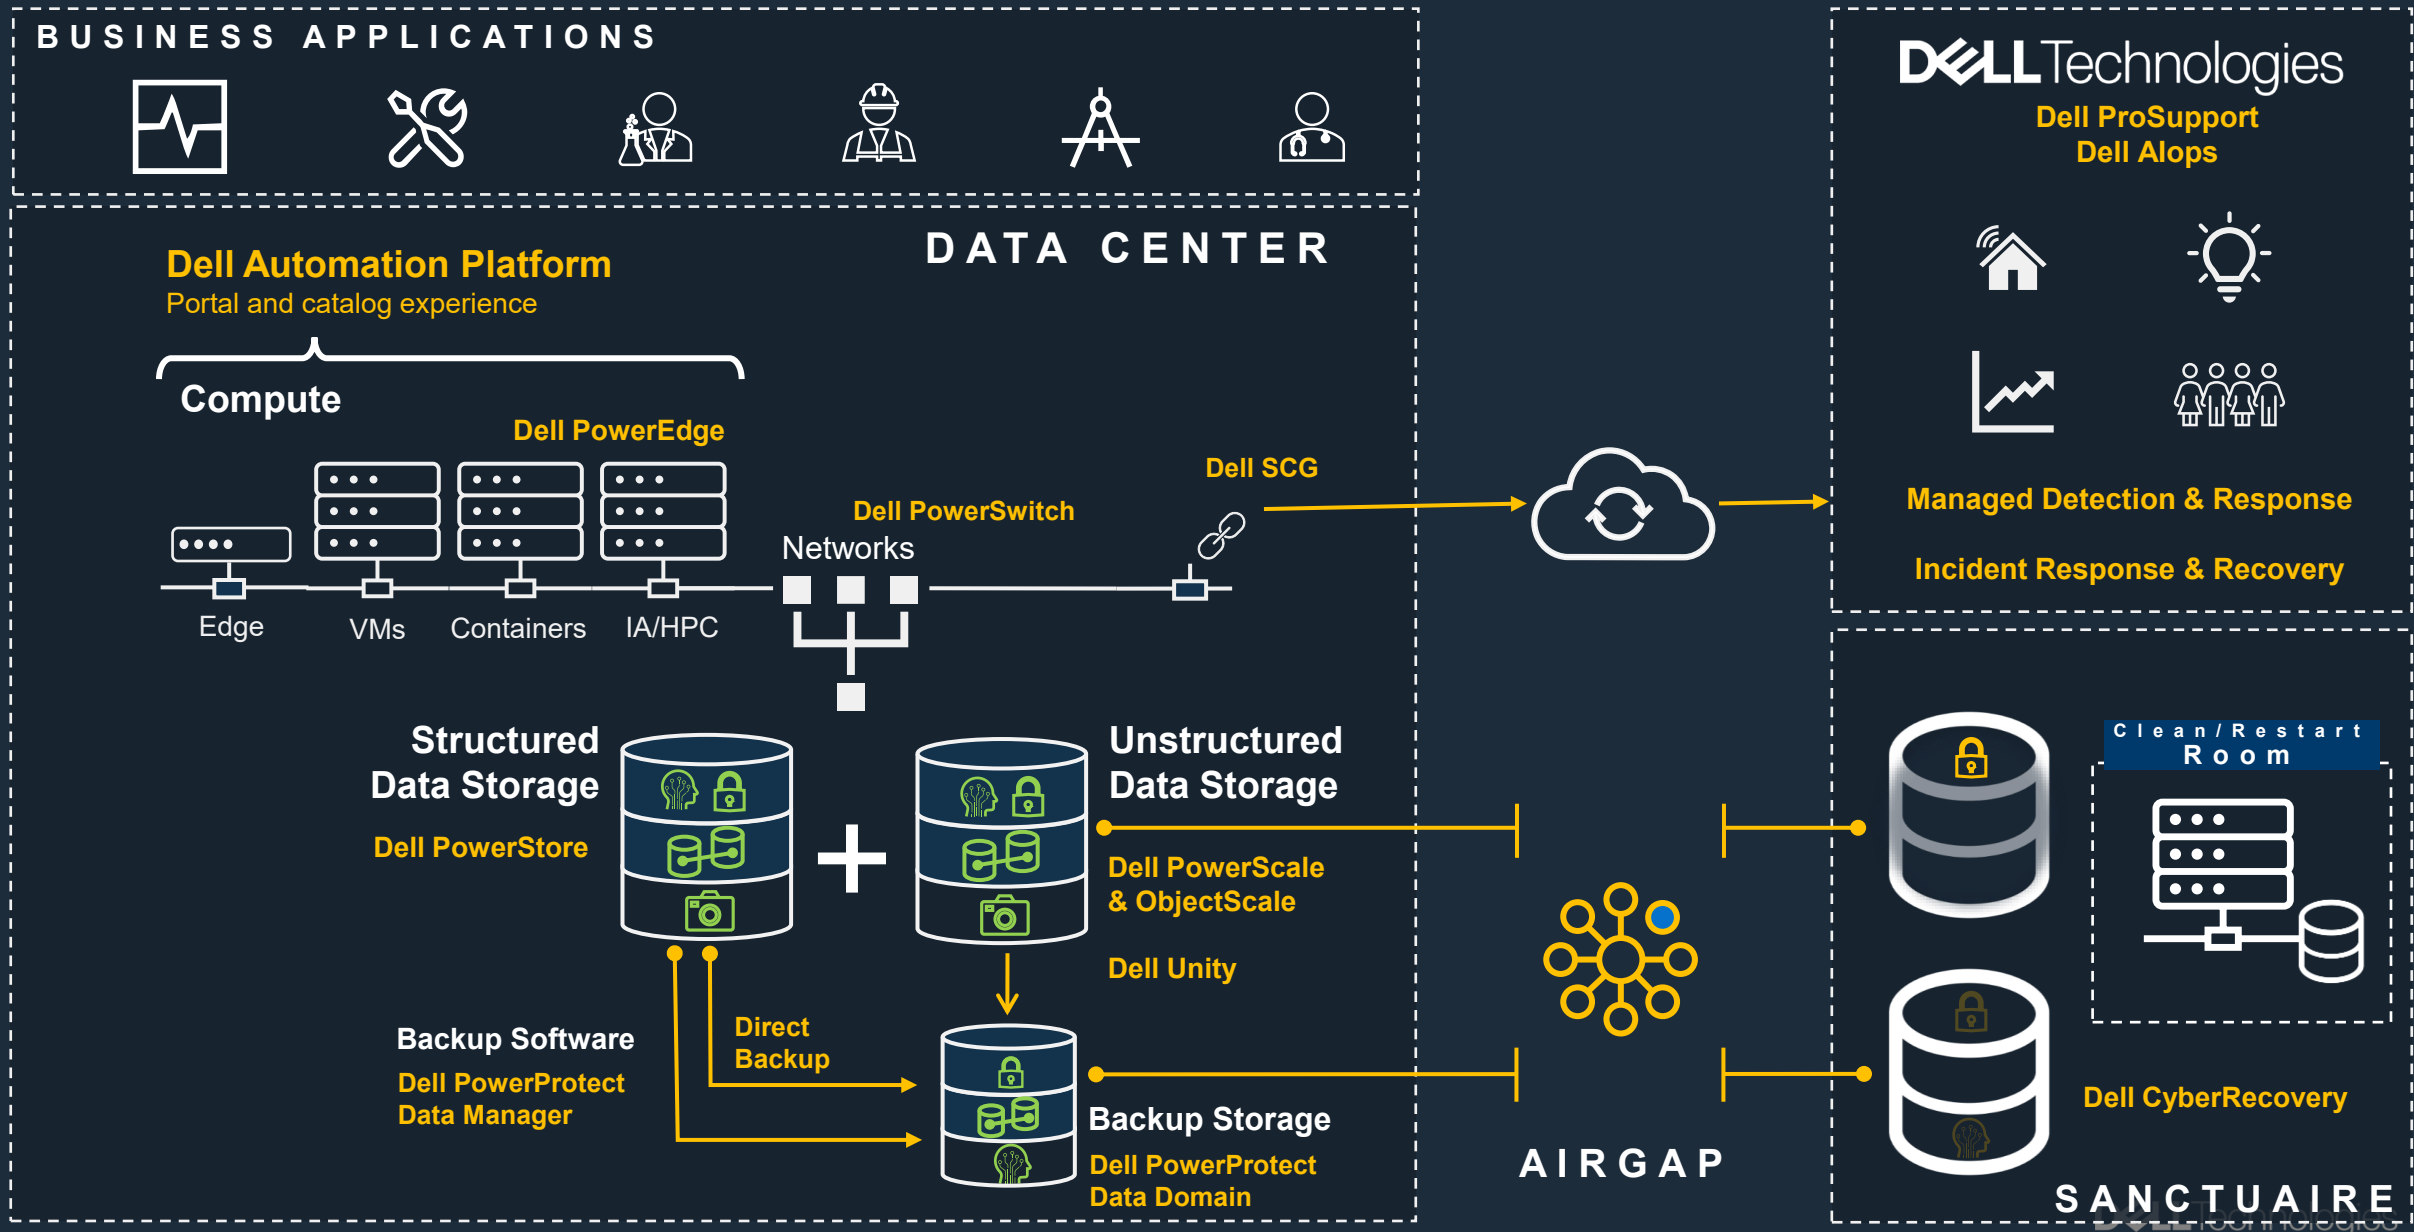 BUSINESS APPLICATIONS
DELL Technologies
Dell ProSupport
Dell AIops
DATA CENTER
Dell Automation Platform
Portal and catalog experience
Compute
Dell PowerEdge
Dell SCG
Dell PowerSwitch
Networks
Managed Detection & Response
Incident Response & Recovery
Edge
VMs
Containers
IA/HPC
Structured
Data Storage
Dell PowerStore
Unstructured
Data Storage
Dell PowerScale
& ObjectScale
Dell Unity
Clean/Restart
Room
Backup Software
Dell PowerProtect
Data Manager
Direct
Backup
Backup Storage
Dell PowerProtect
Data Domain
AIRGAP
Dell CyberRecovery
SANCTUAIRE
DELL Technologies